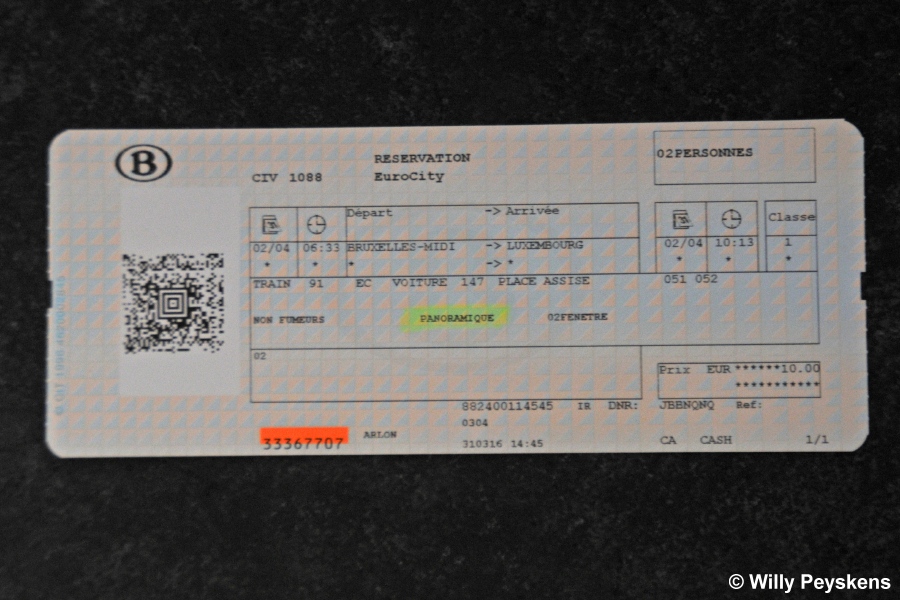 B
RESERVATION
CIV 1088 EuroCity
02PERSONNES
Départ -> Arrivée Classe
02/04 06:33 BRUXELLES-MIDI -> LUXEMBOURG 02/04 10:13 1
* * * -> * * * *
TRAIN 91 EC VOITURE 147 PLACE ASSISE 051 052
NON FUMEURS PANORAMIQUE 02FENETRE
02
Prix EUR ******10.00
***********
882400114545 IR DNR: JBBNQNQ Ref:
0304
33367707 ARLON 310316 14:45 CA CASH 1/1
© Willy Peyskens